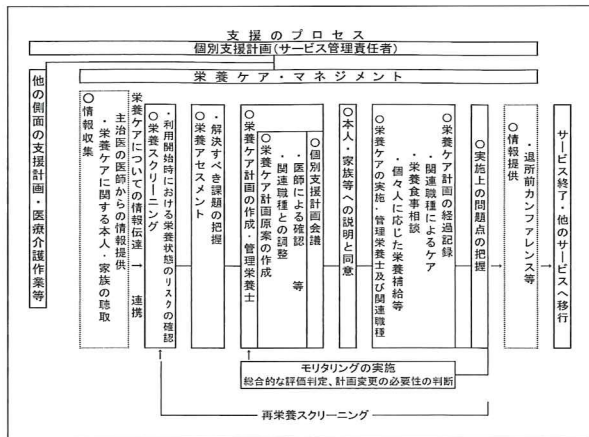 支援のプロセス
個別支援計画(サービス管理責任者)
栄養ケア・マネジメント
他の側面の支援計画・医療介護作業等
○情報収集
・栄養ケアに関する本人・家族の聴取
主治医の医師からの情報提供
栄養ケアについての情報伝達→連携
○栄養スクリーニング
・利用開始時における栄養状態のリスクの確認
○栄養アセスメント
・解決すべき課題の把握
○栄養ケア計画の作成・管理栄養士
○栄養ケア計画原案の作成
・関連職種との調整
・医師による確認 等
○個別支援計画会議
○本人・家族等への説明と同意
○栄養ケアの実施・管理栄養士及び関連職種
・個々人に応じた栄養補給等
・栄養食事相談
・関連職種によるケア
○栄養ケア計画の経過記録
○実施上の問題点の把握
→
○情報提供
・退所前カンファレンス等
→
サービス終了・他のサービスへ移行
モリタリングの実施
総合的な評価判定、計画変更の必要性の判断
再栄養スクリーニング